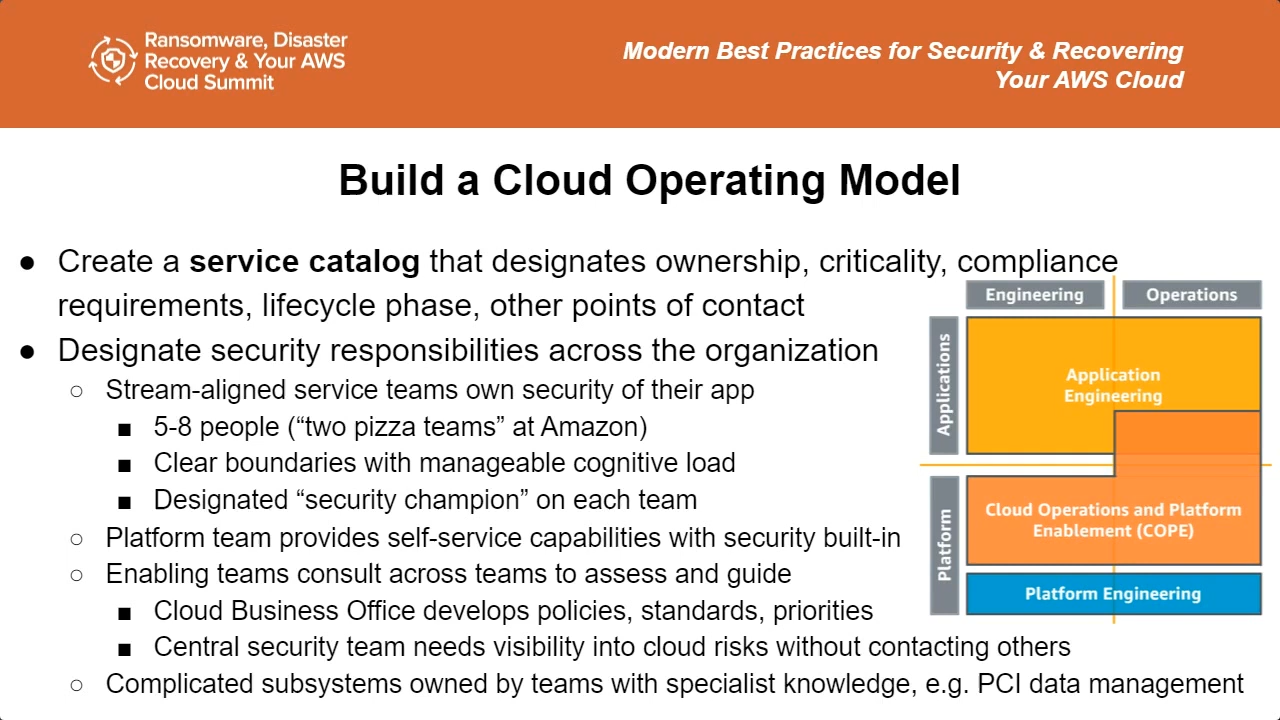 Ransomware, Disaster
Recovery & Your AWS
Cloud Summit
Modern Best Practices for Security & Recovering
Your AWS Cloud
Build a Cloud Operating Model
● Create a service catalog that designates ownership, criticality, compliance
requirements, lifecycle phase, other points of contact
● Designate security responsibilities across the organization
○ Stream-aligned service teams own security of their app
■ 5-8 people (“two pizza teams” at Amazon)
■ Clear boundaries with manageable cognitive load
■ Designated “security champion” on each team
○ Platform team provides self-service capabilities with security built-in
○ Enabling teams consult across teams to assess and guide
■ Cloud Business Office develops policies, standards, priorities
■ Central security team needs visibility into cloud risks without contacting others
○ Complicated subsystems owned by teams with specialist knowledge, e.g. PCI data management
Engineering
Operations
Applications
Application
Engineering
Platform
Cloud Operations and Platform
Enablement (COPE)
Platform Engineering